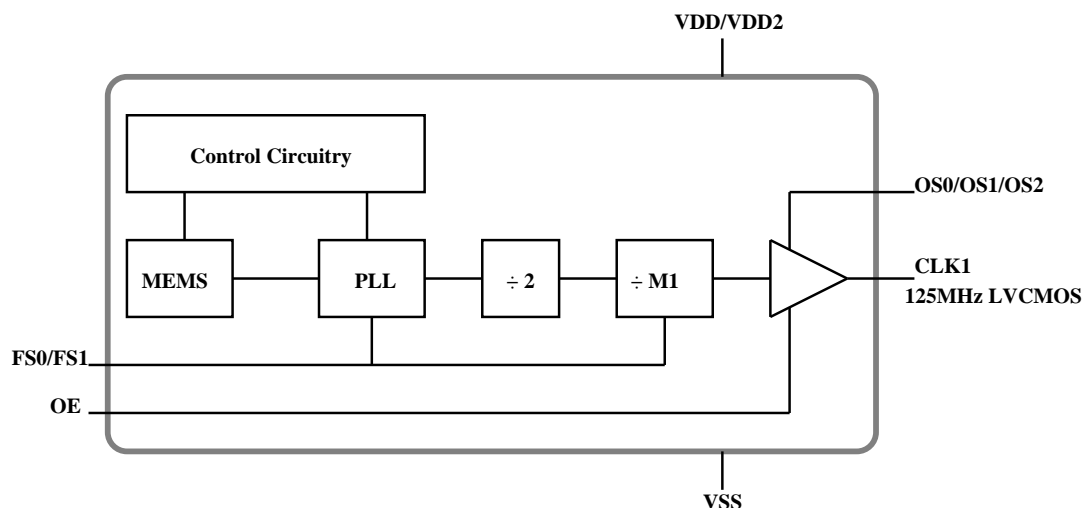 VDD/VDD2
Control Circuitry
OS0/OS1/OS2
MEMS
PLL
÷ 2
÷ M1
CLK1
125MHz LVCMOS
FS0/FS1
OE
VSS